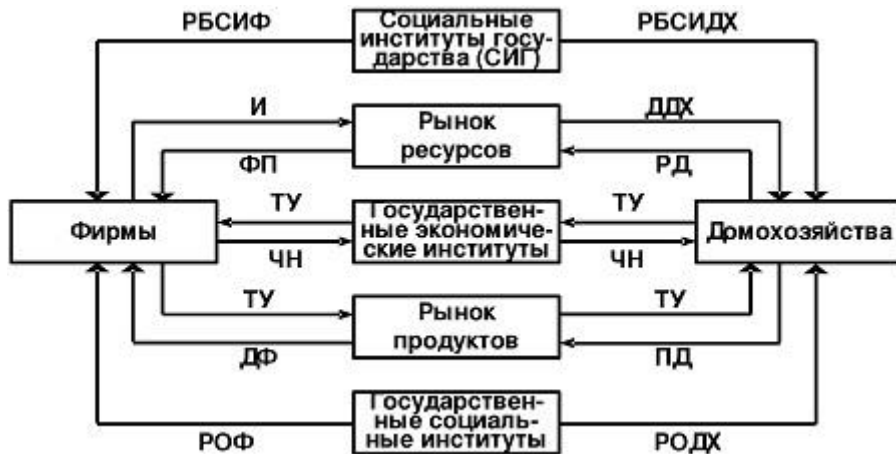 РБСИФ
Социальные
институты госу-
дарства (СИГ)
РБСИДХ
И
Рынок
ресурсов
ДДХ
ФП
РД
ТУ
Государствен-
ные экономиче-
ские институты
ТУ
Фирмы
Домохозяйства
ЧН
ЧН
ТУ
Рынок
продуктов
ТУ
ДФ
ПД
Государствен-
ные социаль-
ные институты
РОФ
РОДХ